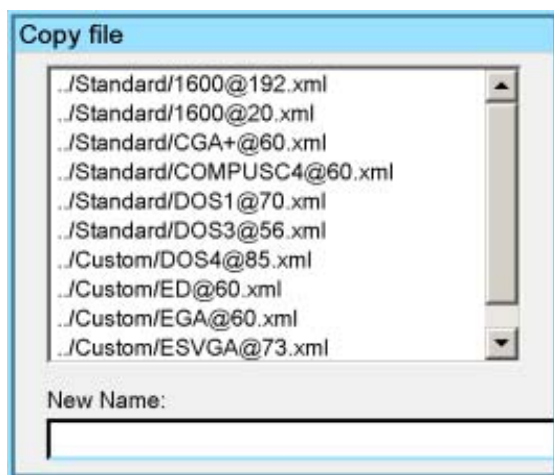 Copy file
../Standard/1600@192.xml
../Standard/1600@20.xml
../Standard/CGA+@60.xml
../Standard/COMPUSC4@60.xml
../Standard/DOS1@70.xml
../Standard/DOS3@56.xml
../Custom/DOS4@85.xml
../Custom/ED@60.xml
../Custom/EGA@60.xml
../Custom/ESVGA@73.xml
New Name: